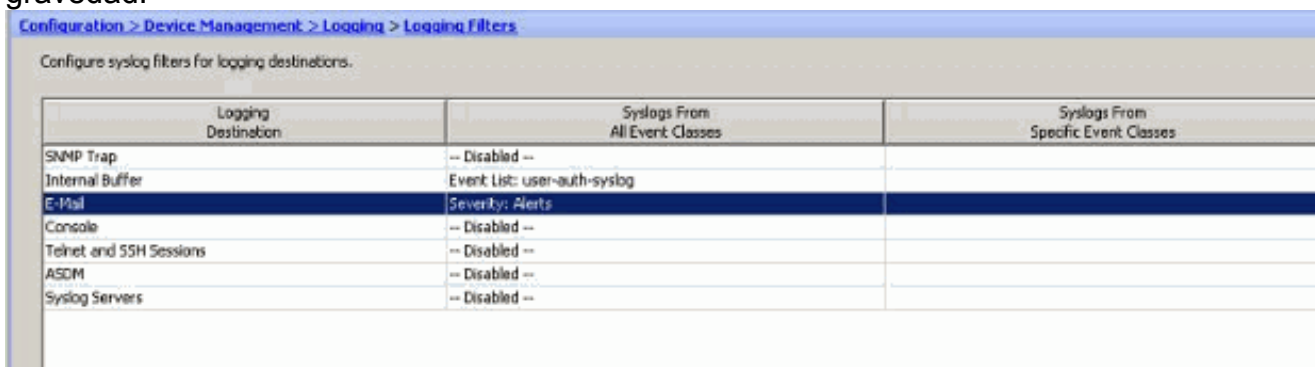 gravedad.
Configuration > Device Management > Logging > Logging Filters
Configure syslog filters for logging destinations.
Logging Destination Syslogs From All Event Classes Syslogs From Specific Event Classes
SNMP Trap -- Disabled --
Internal Buffer Event List: user-auth-syslog
E-Mail Severity: Alerts
Console -- Disabled --
Telnet and SSH Sessions -- Disabled --
ASDM -- Disabled --
Syslog Servers -- Disabled --